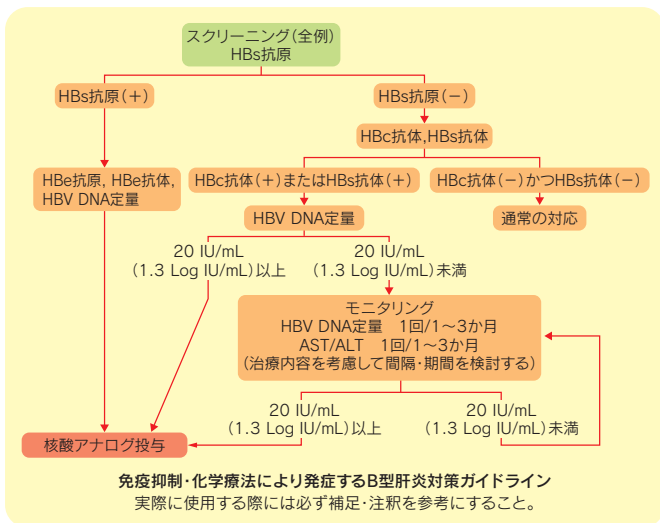 スクリーニング(全例)
HBs抗原
HBs抗原(+)
HBs抗原(-)
HBc抗体,HBs抗体
HBe抗原, HBe抗体,
HBV DNA定量
HBc抗体(+)またはHBs抗体(+)
HBc抗体(-)かつHBs抗体(-)
HBV DNA定量
通常の対応
20 IU/mL
(1.3 Log IU/mL)以上
20 IU/mL
(1.3 Log IU/mL)未満
モニタリング
HBV DNA定量 1回/1~3か月
AST/ALT 1回/1~3か月
(治療内容を考慮して間隔・期間を検討する)
20 IU/mL
(1.3 Log IU/mL)以上
20 IU/mL
(1.3 Log IU/mL)未満
核酸アナログ投与
免疫抑制・化学療法により発症するB型肝炎対策ガイドライン
実際に使用する際には必ず補足・注釈を参考にすること。